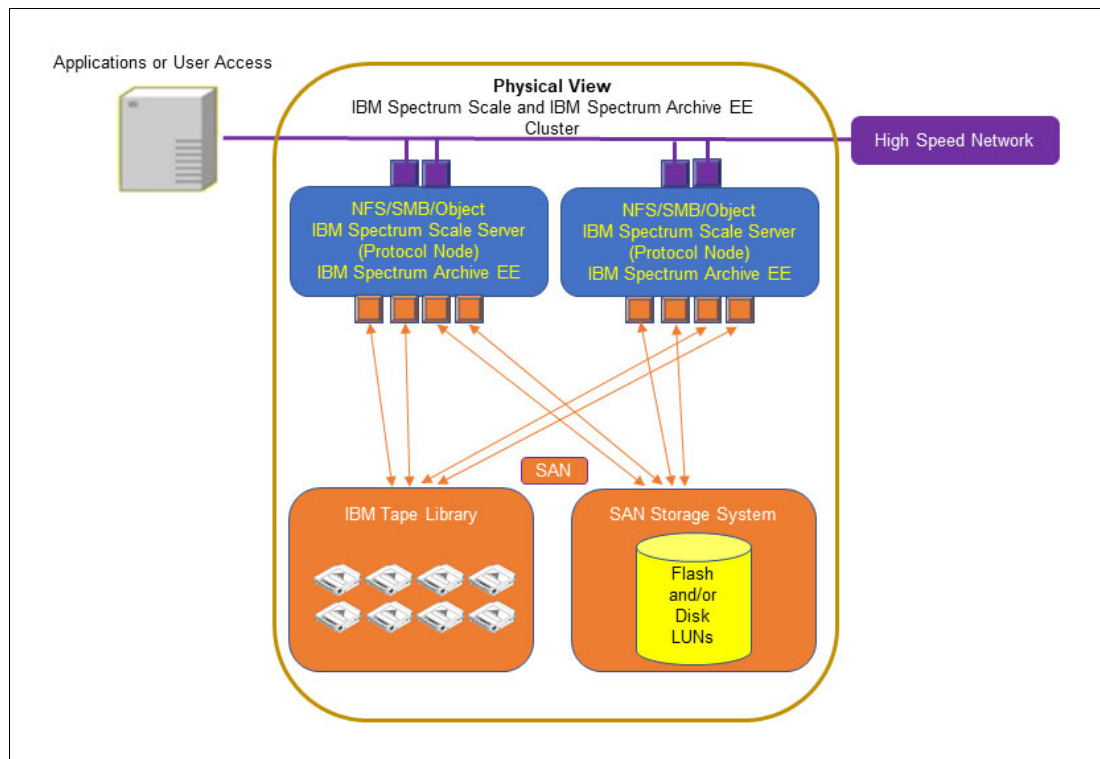 Applications or User Access
Physical View
IBM Spectrum Scale and IBM Spectrum Archive EE
Cluster
High Speed Network
NFS/SMB/Object
IBM Spectrum Scale Server
(Protocol Node)
IBM Spectrum Archive EE
NFS/SMB/Object
IBM Spectrum Scale Server
(Protocol Node)
IBM Spectrum Archive EE
SAN
IBM Tape Library
SAN Storage System
Flash
and/or
Disk
LUNs